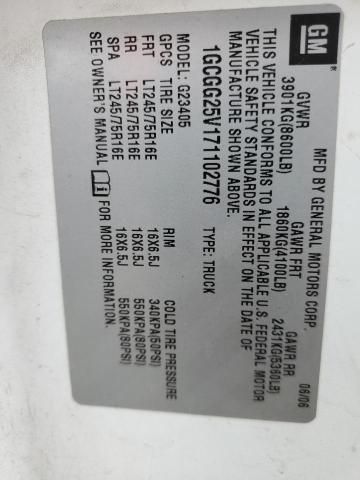 GM
MFD BY GENERAL MOTORS CORP. 06/06
GVWR GAWR FRT GAWR RR
3901KG(8600LB) 1860KG(4100LB) 2431KG(5360LB)
THIS VEHICLE CONFORMS TO ALL APPLICABLE U.S. FEDERAL MOTOR
VEHICLE SAFETY STANDARDS IN EFFECT ON THE DATE OF
MANUFACTURE SHOWN ABOVE.
1GCGG25V171102776 TYPE: TRUCK
MODEL: G23405
GPCS TIRE SIZE RIM COLD TIRE PRESSURE
FRT LT245/75R16E 16X6.5J 340KPA(50PSI)
RR LT245/75R16E 16X6.5J 550KPA(80PSI)
SPA LT245/75R16E 16X6.5J 550KPA(80PSI)
SEE OWNER'S MANUAL FOR MORE INFORMATION.